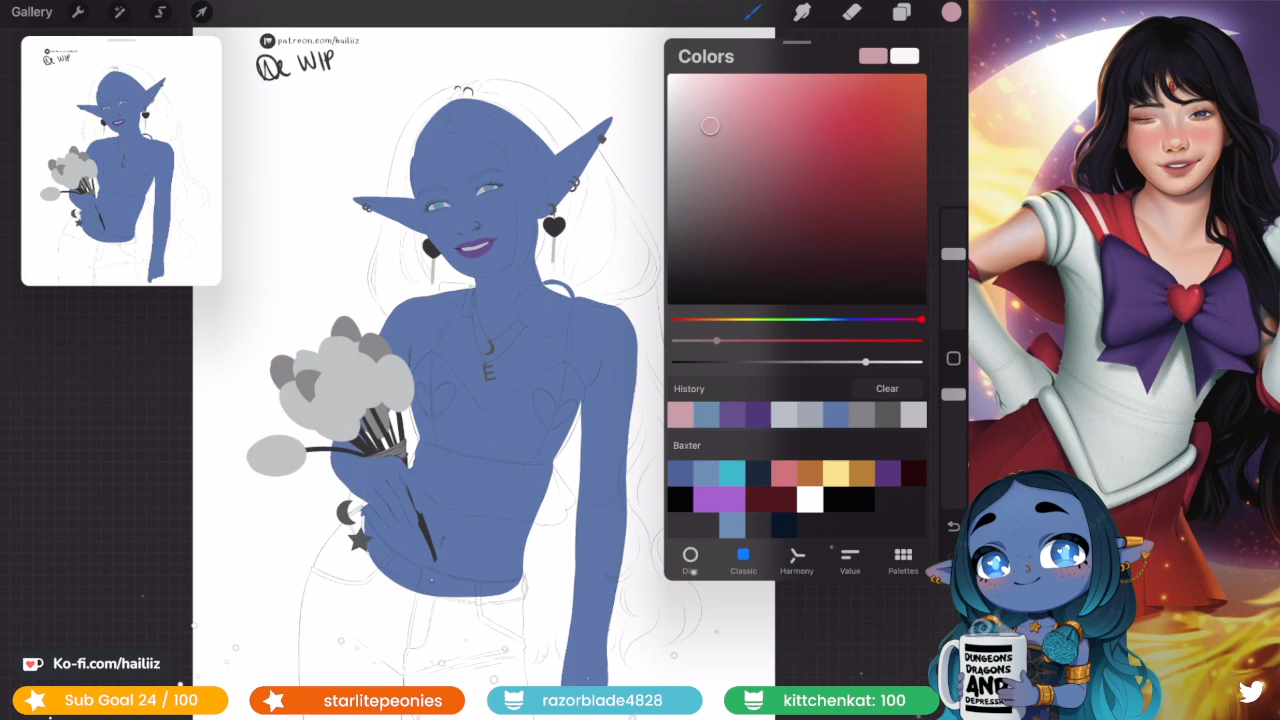 Gallery
patreon.com/hailiiz
WIP
Colors
J
E
History
Clear
Baxter
Disc
Classic
Harmony
Value
Palettes
DUNGEONS
DRAGONS
AND
DEPRESSION
Ko-fi.com/hailiiz
Sub Goal 24 / 100
starlitepeonies
razorblade4828
kittchenkat: 100